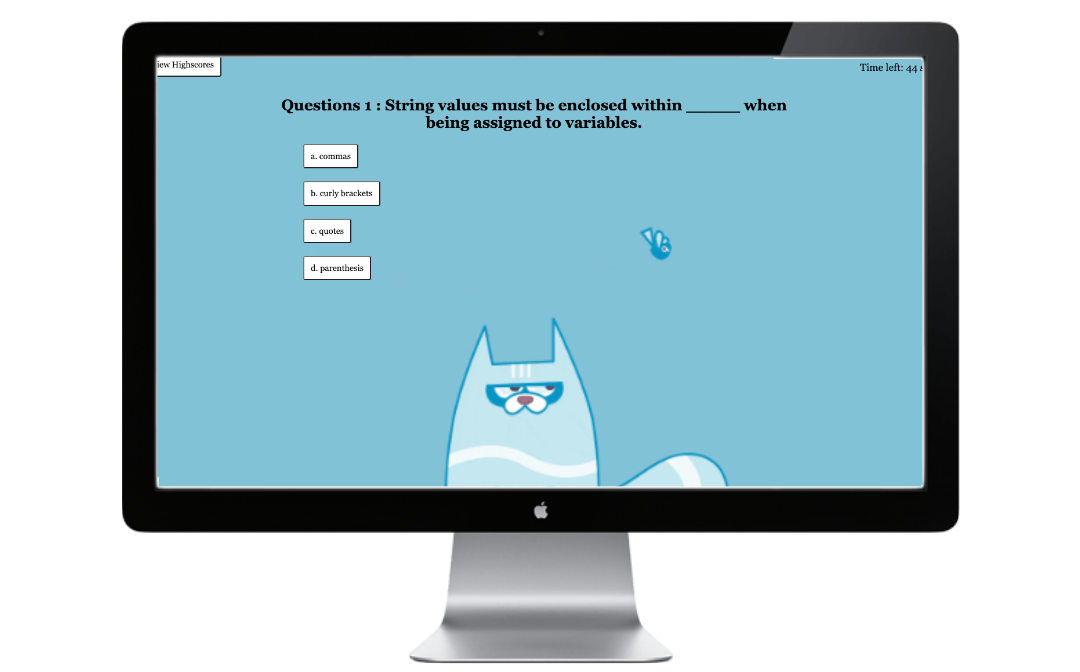 iew Highscores
Time left: 44 s
Questions 1 : String values must be enclosed within _____ when
being assigned to variables.
a. commas
b. curly brackets
c. quotes
d. parenthesis